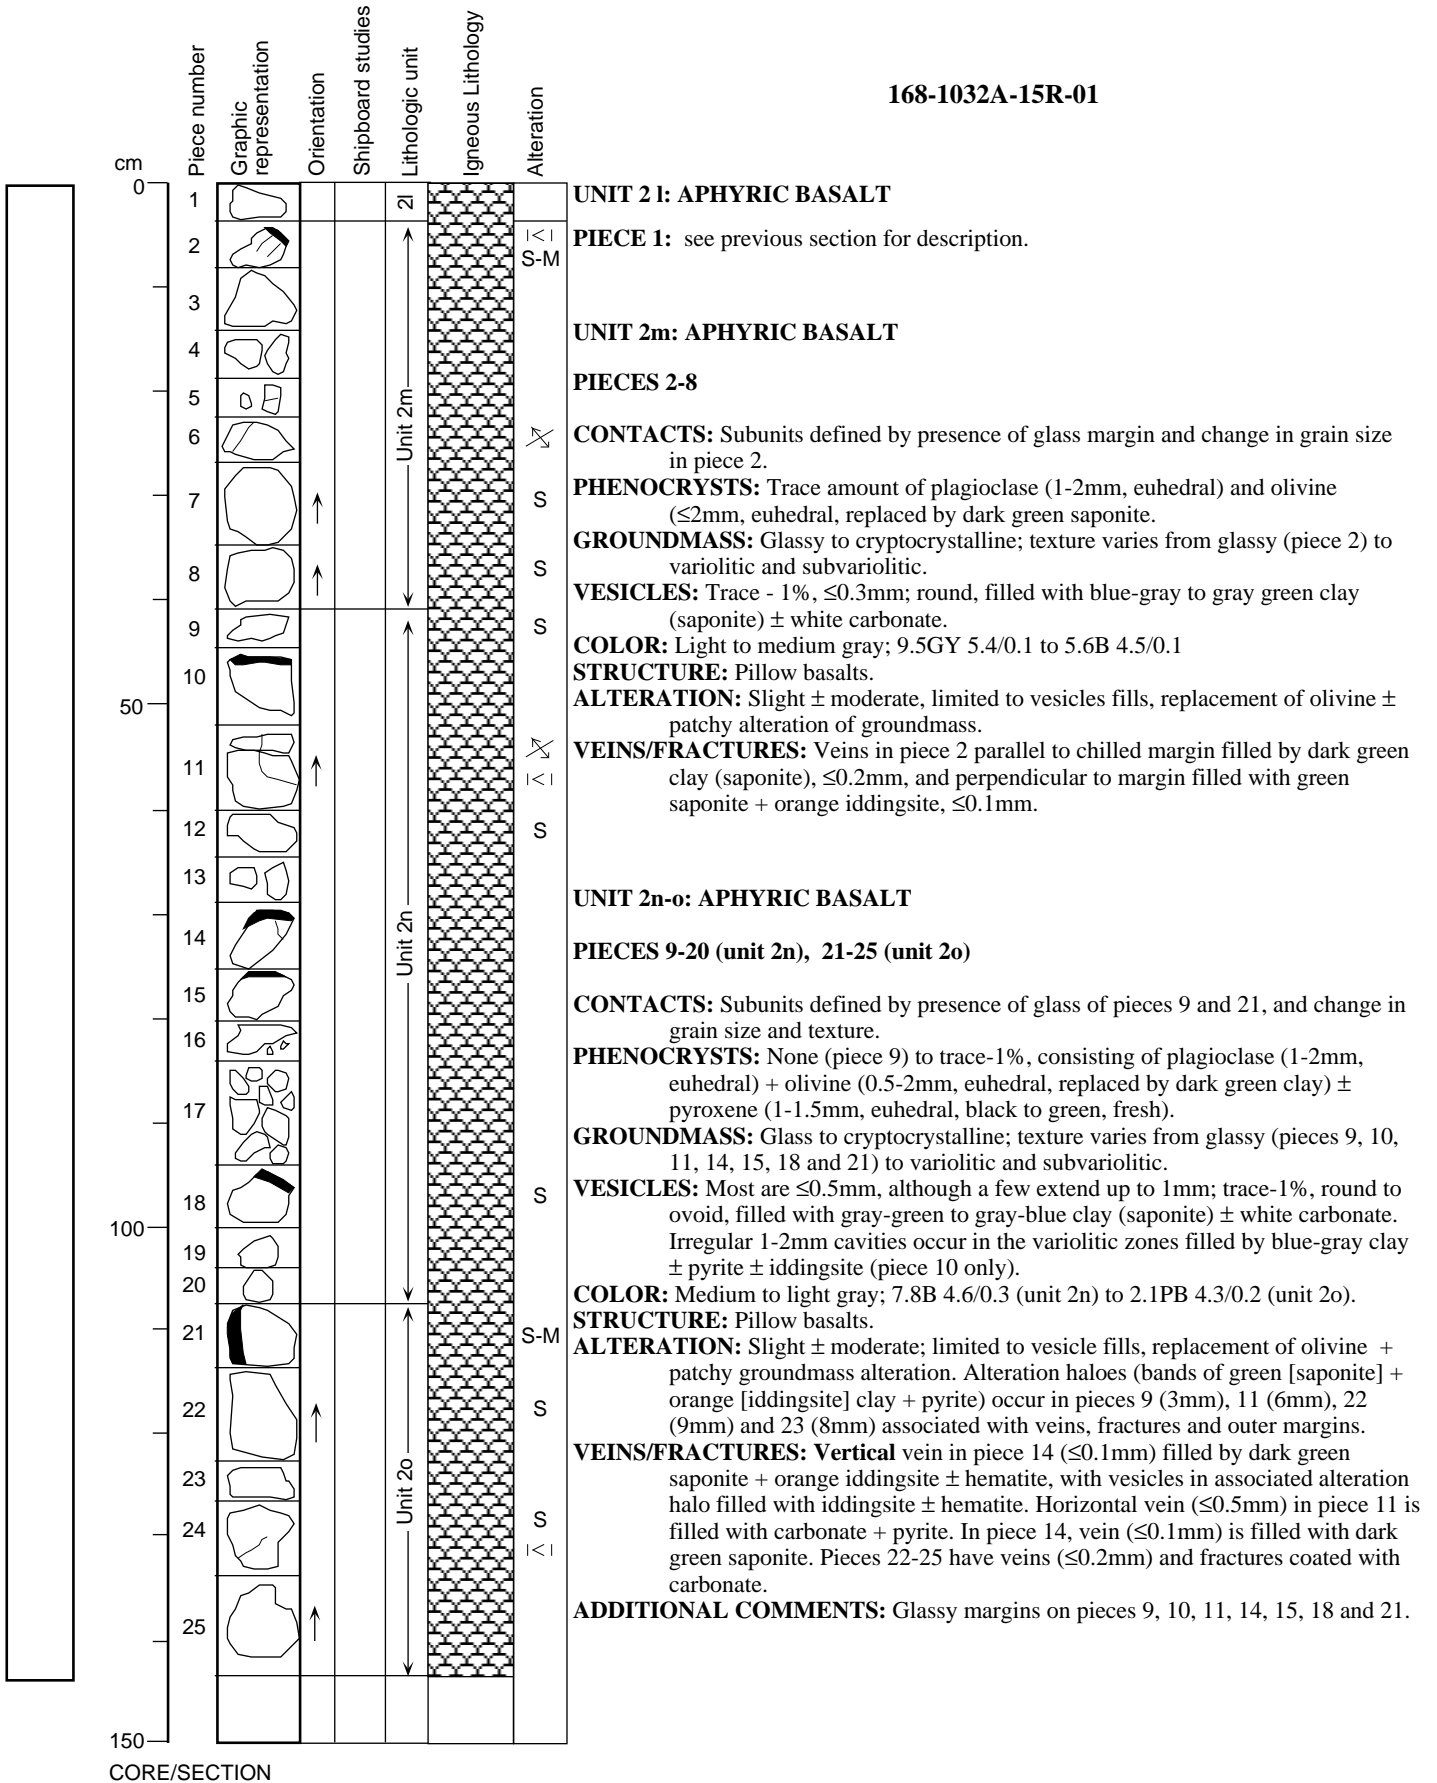 168-1032A-15R-01
Piece number
Graphic
representation
Orientation
Shipboard studies
Lithologic unit
Igneous Lithology
Alteration
cm
0
50
100
150
1
2
3
4
5
6
7
8
9
10
11
12
13
14
15
16
17
18
19
20
21
22
23
24
25
2l
Unit 2m
Unit 2n
Unit 2o
S-M
S
S
S
S
S
S-M
S
S
UNIT 2 l: APHYRIC BASALT
PIECE 1: see previous section for description.
UNIT 2m: APHYRIC BASALT
PIECES 2-8
CONTACTS: Subunits defined by presence of glass margin and change in grain size
in piece 2.
PHENOCRYSTS: Trace amount of plagioclase (1-2mm, euhedral) and olivine
(≤2mm, euhedral, replaced by dark green saponite.
GROUNDMASS: Glassy to cryptocrystalline; texture varies from glassy (piece 2) to
variolitic and subvariolitic.
VESICLES: Trace - 1%, ≤0.3mm; round, filled with blue-gray to gray green clay
(saponite) ± white carbonate.
COLOR: Light to medium gray; 9.5GY 5.4/0.1 to 5.6B 4.5/0.1
STRUCTURE: Pillow basalts.
ALTERATION: Slight ± moderate, limited to vesicles fills, replacement of olivine ±
patchy alteration of groundmass.
VEINS/FRACTURES: Veins in piece 2 parallel to chilled margin filled by dark green
clay (saponite), ≤0.2mm, and perpendicular to margin filled with green
saponite + orange iddingsite, ≤0.1mm.
UNIT 2n-o: APHYRIC BASALT
PIECES 9-20 (unit 2n), 21-25 (unit 2o)
CONTACTS: Subunits defined by presence of glass of pieces 9 and 21, and change in
grain size and texture.
PHENOCRYSTS: None (piece 9) to trace-1%, consisting of plagioclase (1-2mm,
euhedral) + olivine (0.5-2mm, euhedral, replaced by dark green clay) ±
pyroxene (1-1.5mm, euhedral, black to green, fresh).
GROUNDMASS: Glass to cryptocrystalline; texture varies from glassy (pieces 9, 10,
11, 14, 15, 18 and 21) to variolitic and subvariolitic.
VESICLES: Most are ≤0.5mm, although a few extend up to 1mm; trace-1%, round to
ovoid, filled with gray-green to gray-blue clay (saponite) ± white carbonate.
Irregular 1-2mm cavities occur in the variolitic zones filled by blue-gray clay
± pyrite ± iddingsite (piece 10 only).
COLOR: Medium to light gray; 7.8B 4.6/0.3 (unit 2n) to 2.1PB 4.3/0.2 (unit 2o).
STRUCTURE: Pillow basalts.
ALTERATION: Slight ± moderate; limited to vesicle fills, replacement of olivine +
patchy groundmass alteration. Alteration haloes (bands of green [saponite] +
orange [iddingsite] clay + pyrite) occur in pieces 9 (3mm), 11 (6mm), 22
(9mm) and 23 (8mm) associated with veins, fractures and outer margins.
VEINS/FRACTURES: Vertical vein in piece 14 (≤0.1mm) filled by dark green
saponite + orange iddingsite ± hematite, with vesicles in associated alteration
halo filled with iddingsite ± hematite. Horizontal vein (≤0.5mm) in piece 11 is
filled with carbonate + pyrite. In piece 14, vein (≤0.1mm) is filled with dark
green saponite. Pieces 22-25 have veins (≤0.2mm) and fractures coated with
carbonate.
ADDITIONAL COMMENTS: Glassy margins on pieces 9, 10, 11, 14, 15, 18 and 21.
CORE/SECTION